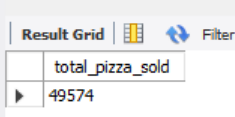 Result Grid Filter
total_pizza_sold
49574